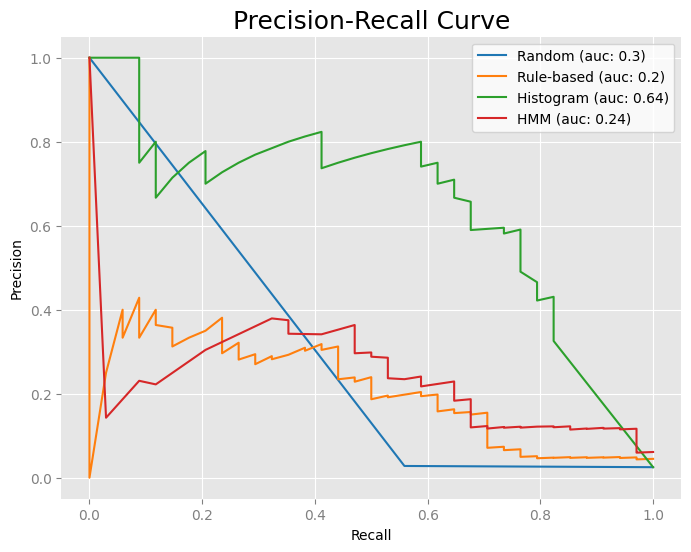 Precision-Recall Curve
Random (auc: 0.3)
Rule-based (auc: 0.2)
Histogram (auc: 0.64)
HMM (auc: 0.24)
Precision
1.0
0.8
0.6
0.4
0.2
0.0
0.0 0.2 0.4 0.6 0.8 1.0
Recall